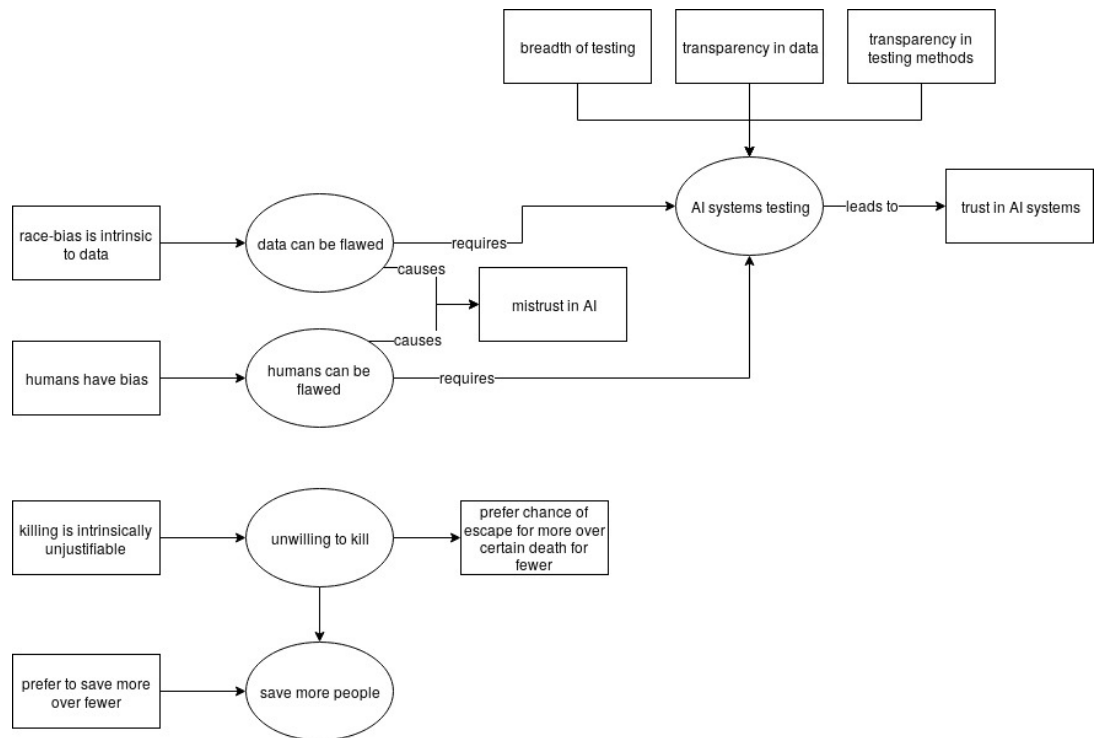 breadth of testing
transparency in data
transparency in
testing methods
AI systems testing
leads to
trust in AI systems
race-bias is intrinsic
to data
data can be flawed
requires
causes
mistrust in AI
causes
humans have bias
humans can be
flawed
requires
killing is intrinsically
unjustifiable
unwilling to kill
prefer chance of
escape for more over
certain death for
fewer
prefer to save more
over fewer
save more people